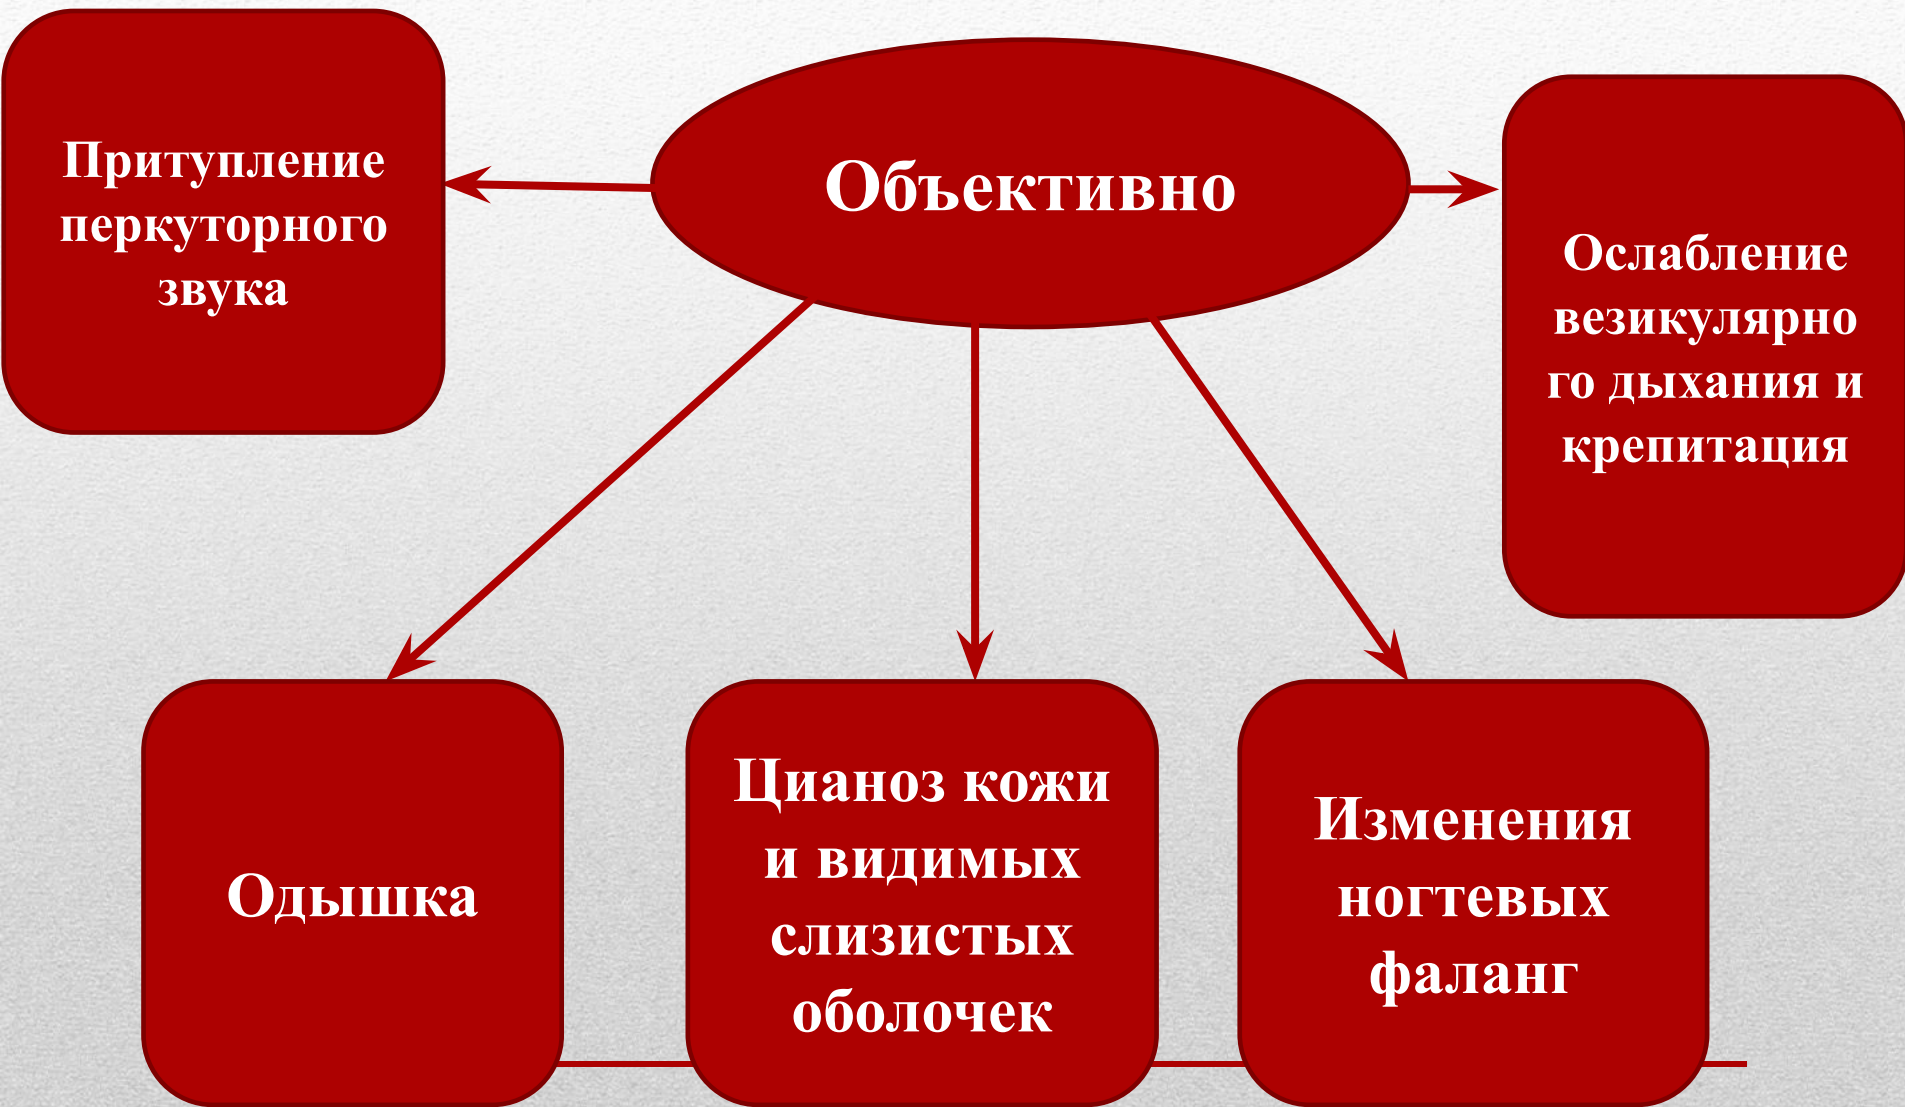 Притупление
перкуторного
звука
Объективно
Ослабление
везикулярно
го дыхания и
крепитация
Одышка
Цианоз кожи
и видимых
слизистых
оболочек
Изменения
ногтевых
фаланг